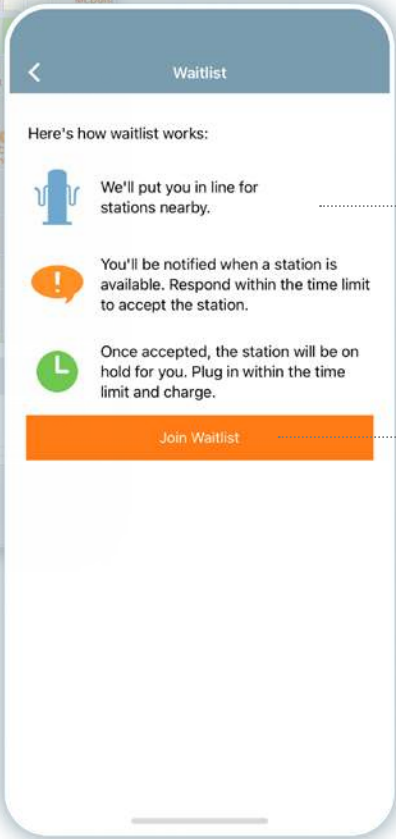 Waitlist
Here's how waitlist works:
We'll put you in line for
stations nearby.
You'll be notified when a station is
available. Respond within the time limit
to accept the station.
Once accepted, the station will be on
hold for you. Plug in within the time
limit and charge.
Join Waitlist